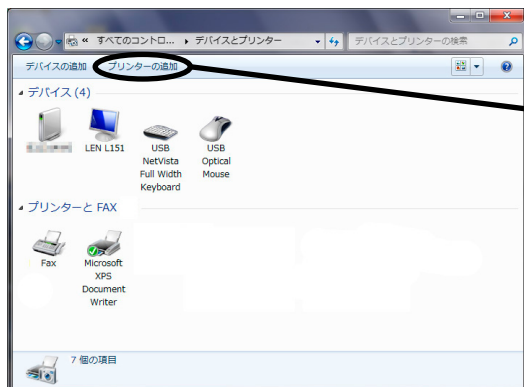 « すべてのコントロ... ▸ デバイスとプリンター
デバイスとプリンターの検索
デバイスの追加 プリンターの追加
デバイス (4)
LEN L151
USB
NetVista
Full Width
Keyboard
USB
Optical
Mouse
プリンターと FAX
Fax
Microsoft
XPS
Document
Writer
7 個の項目